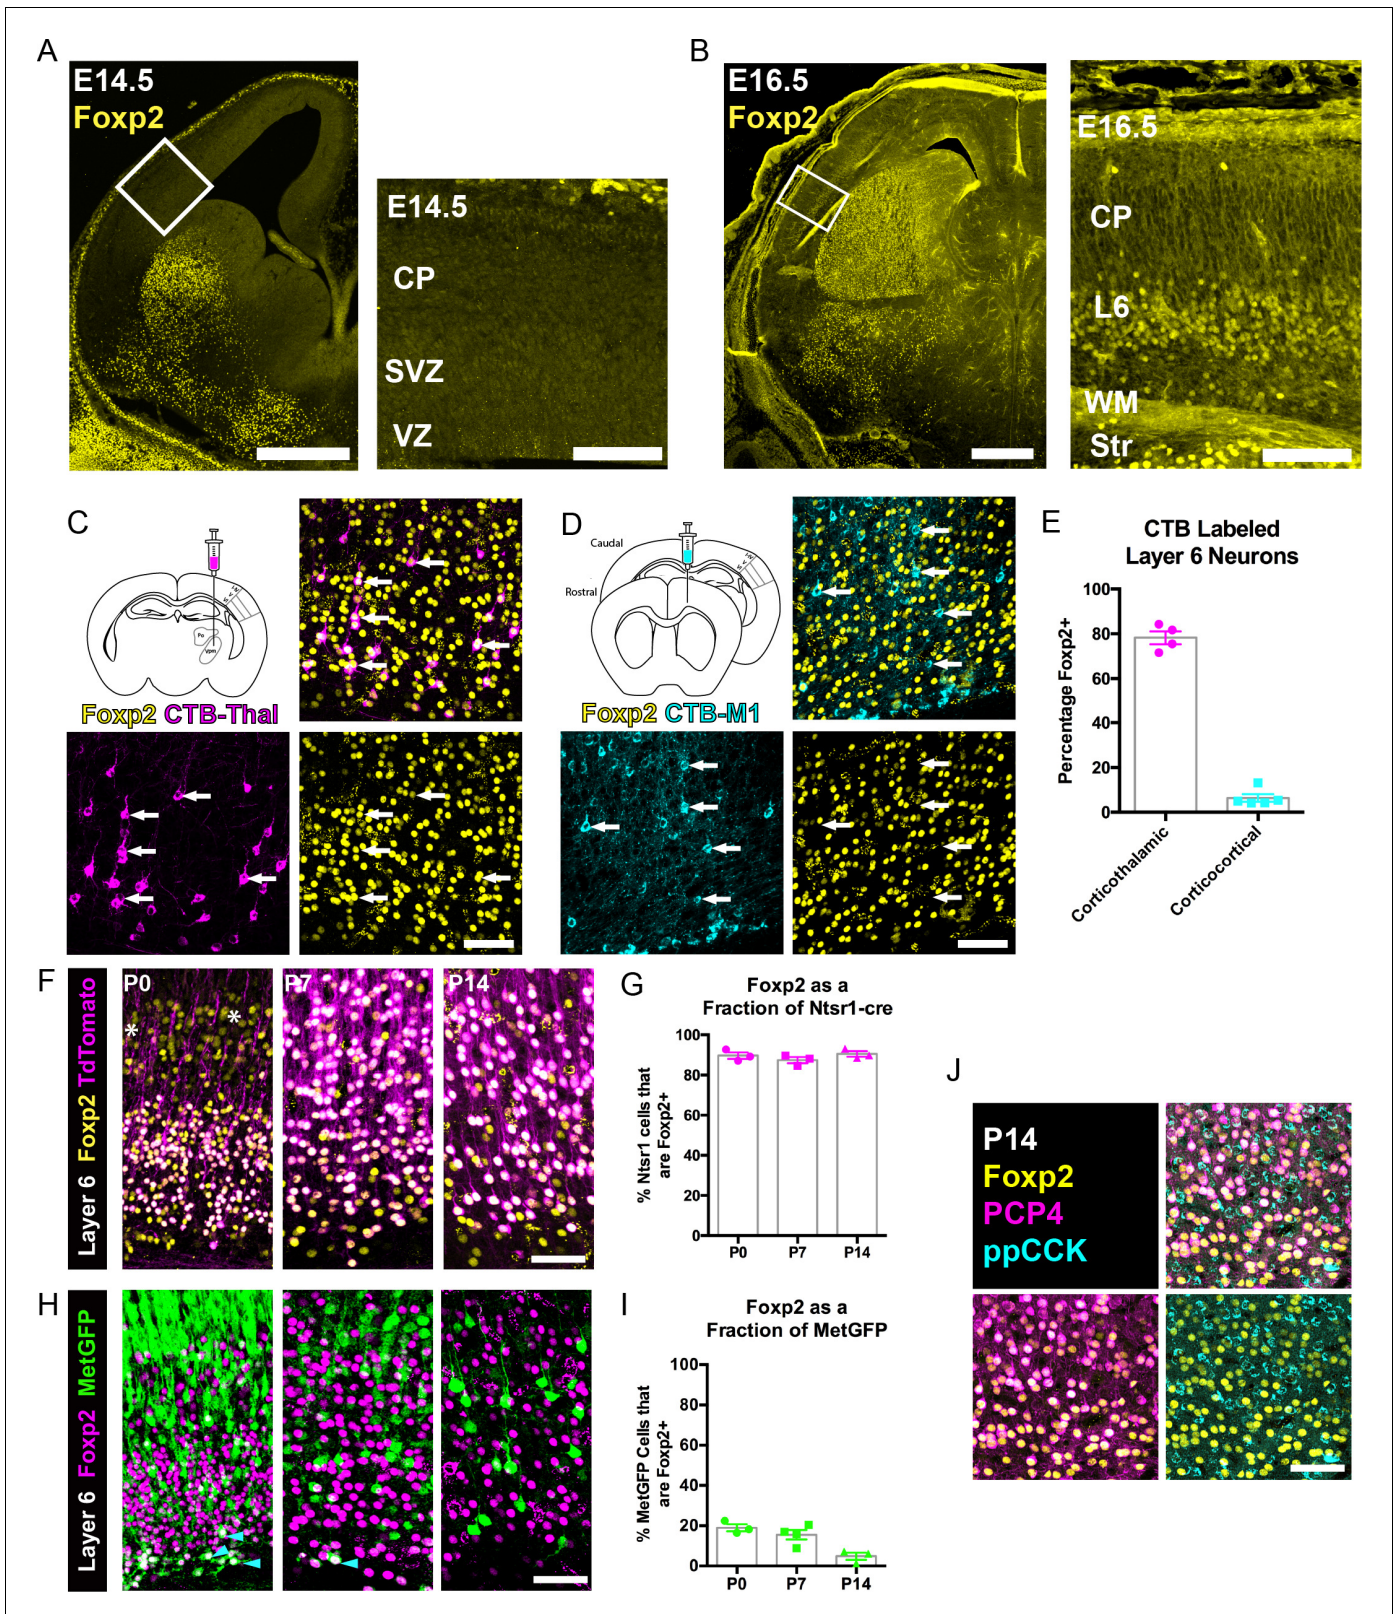 A
E14.5
Foxp2
E14.5
CP
SVZ
VZ
B
E16.5
Foxp2
E16.5
CP
L6
WM
Str
C
Po
Vpm
Foxp2 CTB-Thal
D
Caudal
Rostral
Foxp2 CTB-M1
E
CTB Labeled
Layer 6 Neurons
Percentage Foxp2+
100
80
60
40
20
0
Corticothalamic
Corticocortical
F
Layer 6 Foxp2 TdTomato
P0
P7
P14
*
*
G
Foxp2 as a
Fraction of Ntsr1-cre
% Ntsr1 cells that
are Foxp2+
100
80
60
40
20
0
P0 P7 P14
H
Layer 6 Foxp2 MetGFP
I
Foxp2 as a
Fraction of MetGFP
% MetGFP Cells that
are Foxp2+
100
80
60
40
20
0
P0 P7 P14
J
P14
Foxp2
PCP4
ppCCK